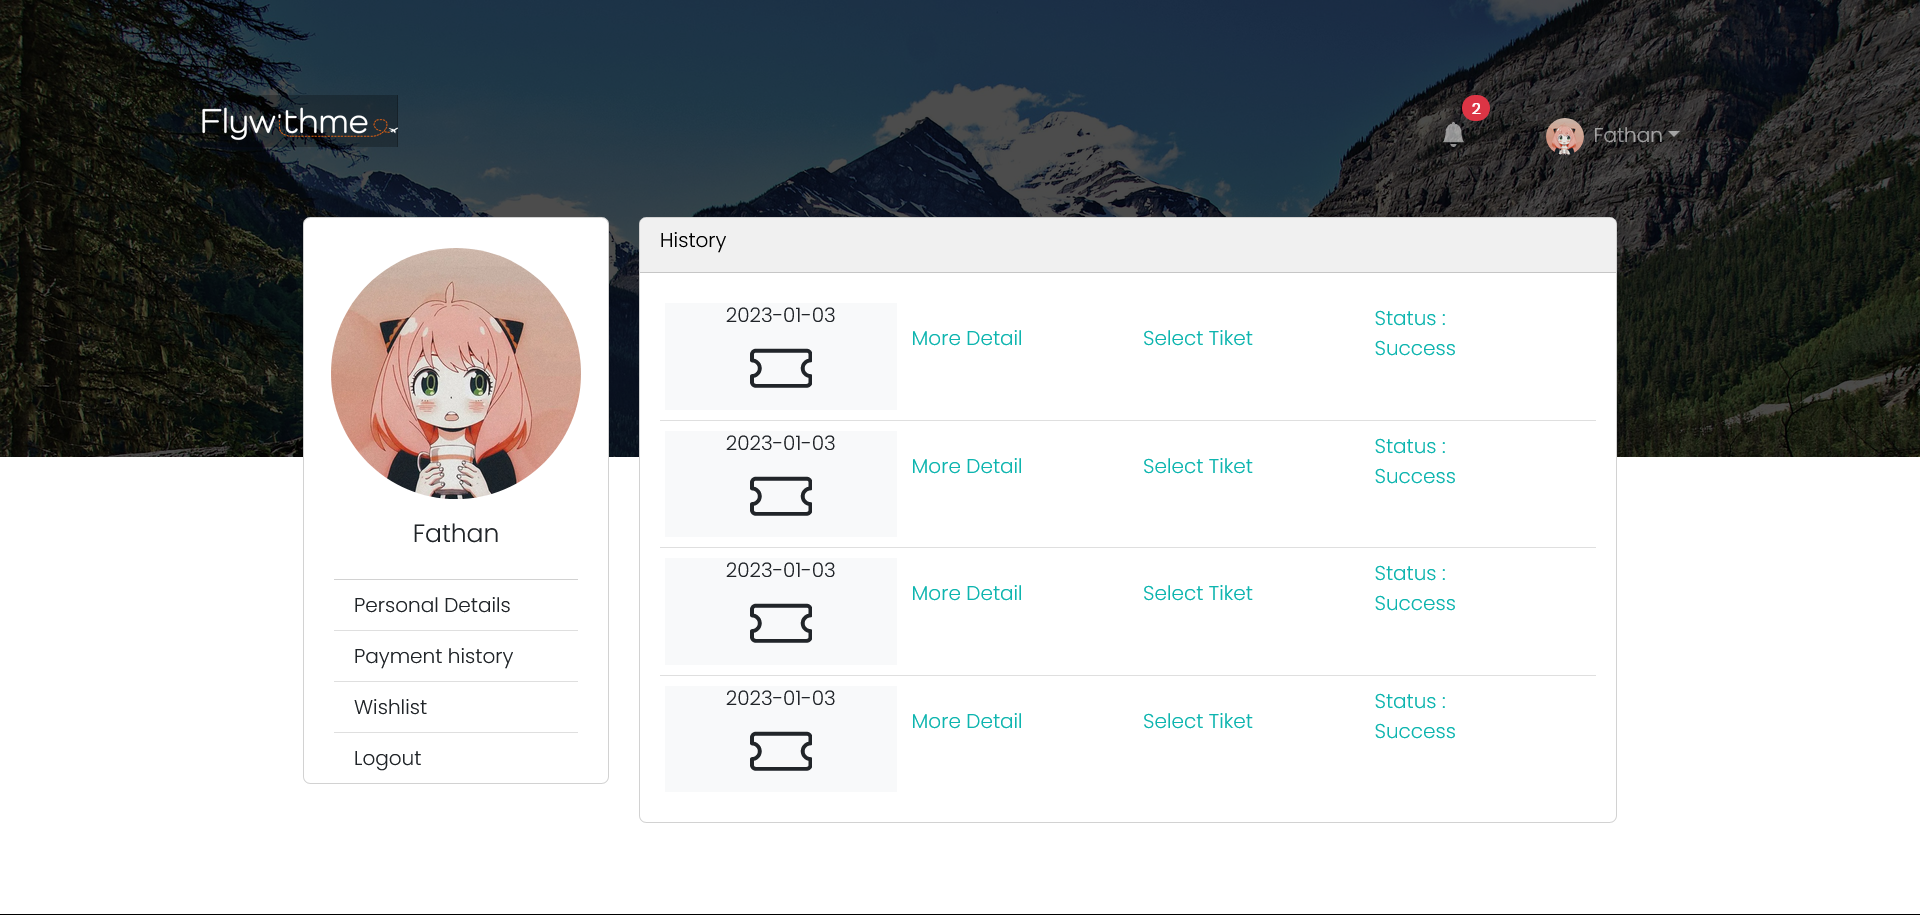 Flywithme
2
Fathan
History
Fathan
Personal Details
Payment history
Wishlist
Logout
2023-01-03
More Detail
Select Tiket
Status :
Success
2023-01-03
More Detail
Select Tiket
Status :
Success
2023-01-03
More Detail
Select Tiket
Status :
Success
2023-01-03
More Detail
Select Tiket
Status :
Success